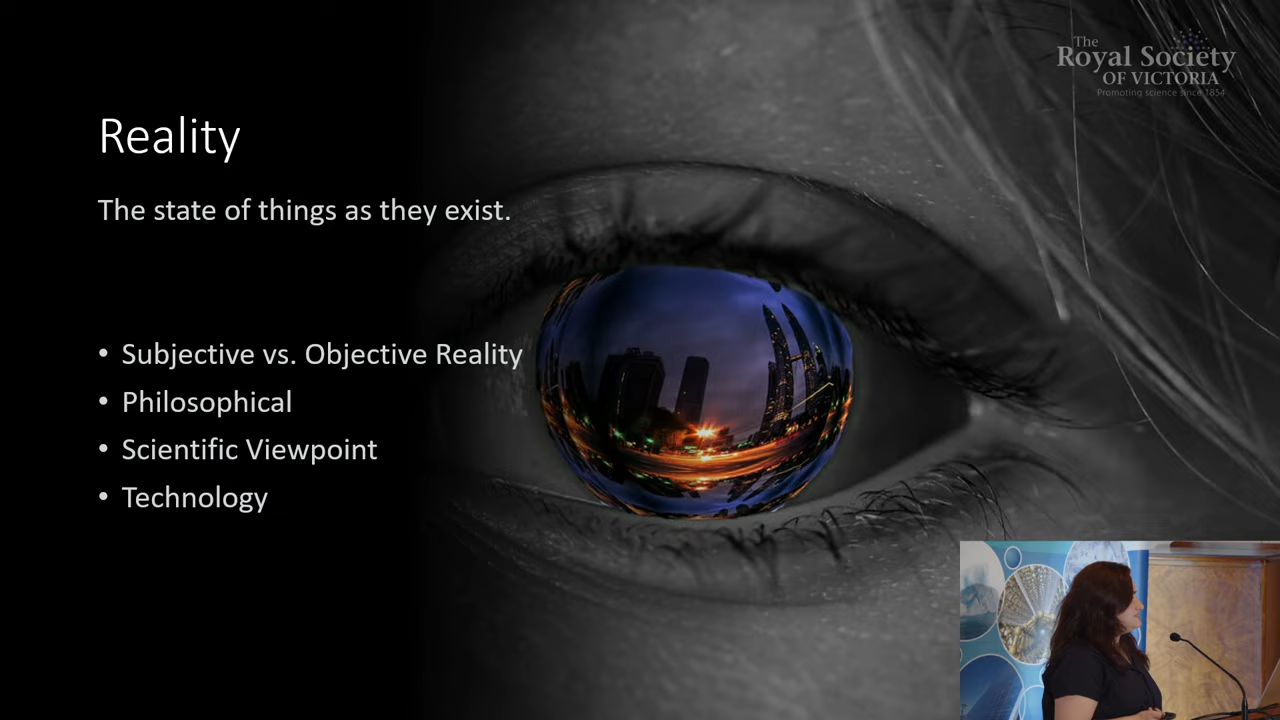 The
Royal Society
OF VICTORIA
Promoting science since 1854
Reality
The state of things as they exist.
• Subjective vs. Objective Reality
• Philosophical
• Scientific Viewpoint
• Technology